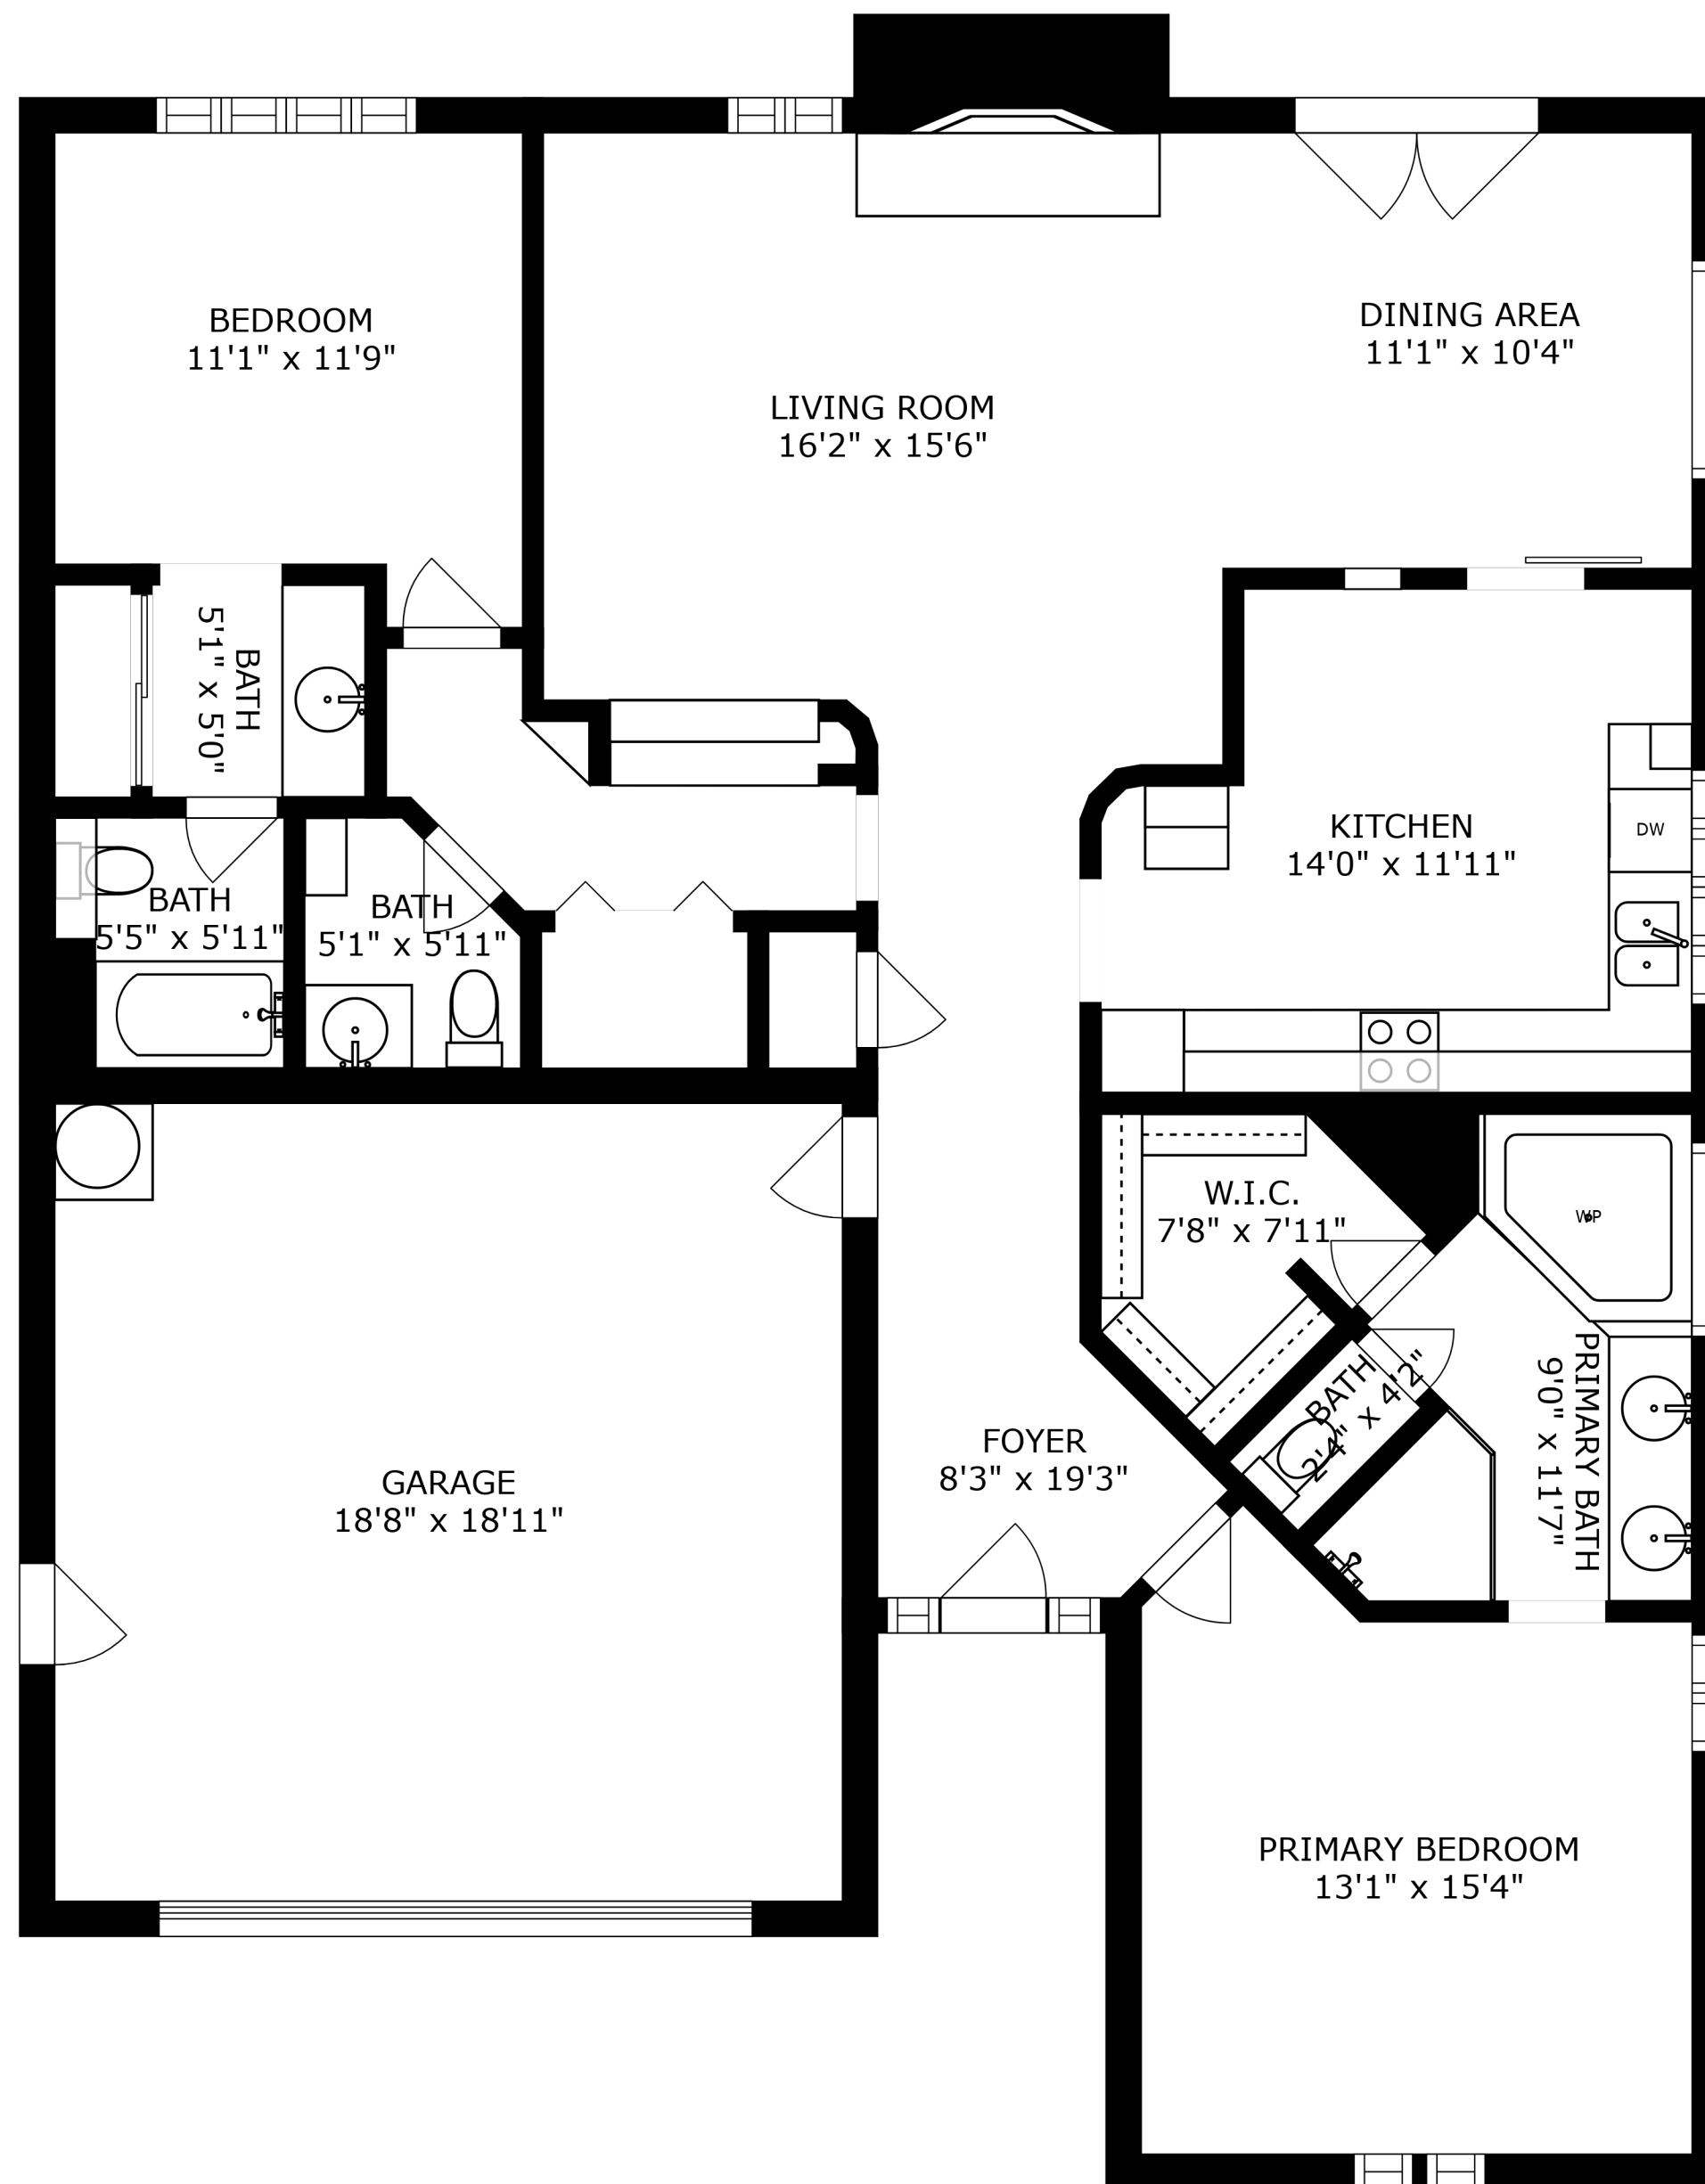 BEDROOM
11'1" x 11'9"
DINING AREA
11'1" x 10'4"
LIVING ROOM
16'2" x 15'6"
BATH
5'1" x 5'0"
KITCHEN
14'0" x 11'11"
DW
BATH
5'5" x 5'11"
BATH
5'1" x 5'11"
W.I.C.
7'8" x 7'11"
WP
BATH
2'4" x 4'2"
PRIMARY BATH
9'0" x 11'7"
FOYER
8'3" x 19'3"
GARAGE
18'8" x 18'11"
PRIMARY BEDROOM
13'1" x 15'4"